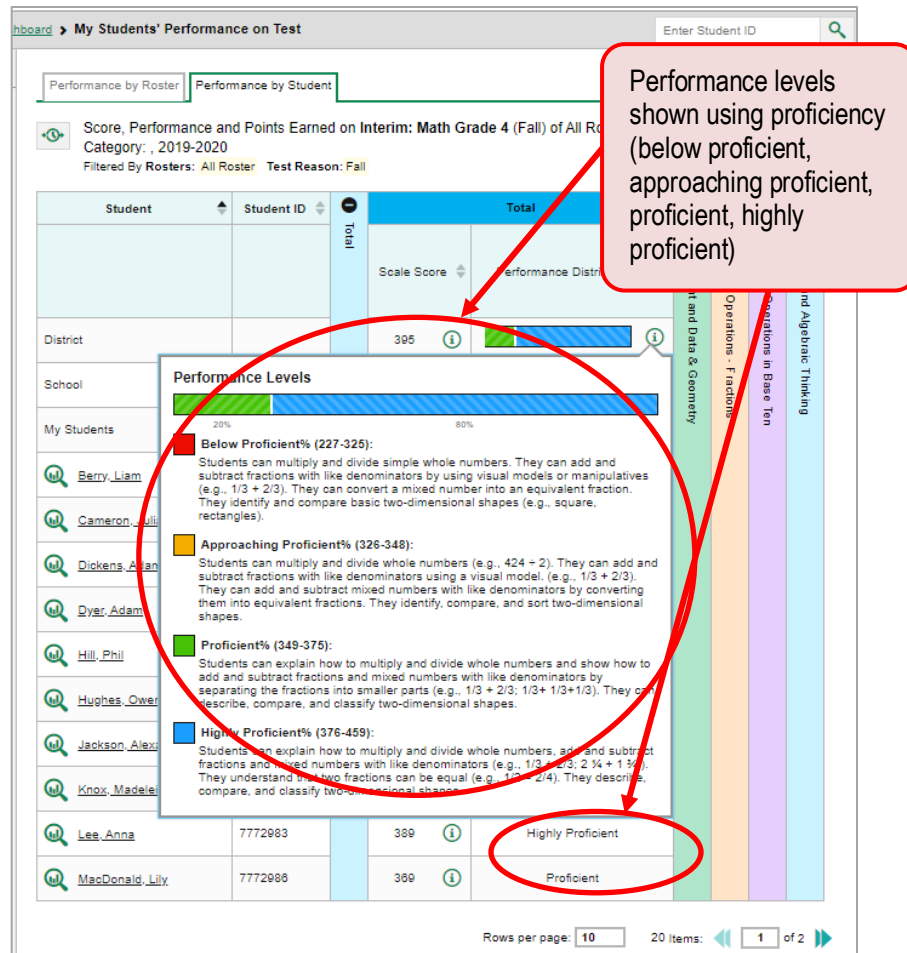 hboard > My Students' Performance on Test
Enter Student ID
Performance by Roster
Performance by Student
Score, Performance and Points Earned on Interim: Math Grade 4 (Fall) of All Ro
Category: , 2019-2020
Filtered By Rosters: All Roster Test Reason: Fall
Performance levels
shown using proficiency
(below proficient,
approaching proficient,
proficient, highly
proficient)
Student
Student ID
Total
Total
Scale Score
Performance Distri
nt and Data & Geometry
Operations - Fractions
Operations in Base Ten
and Algebraic Thinking
District
395
School
My Students
Performance Levels
20%
80%
Below Proficient% (227-325):
Students can multiply and divide simple whole numbers. They can add and
subtract fractions with like denominators by using visual models or manipulatives
(e.g., 1/3 + 2/3). They can convert a mixed number into an equivalent fraction.
They identify and compare basic two-dimensional shapes (e.g., square,
rectangles).
Approaching Proficient% (326-348):
Students can multiply and divide whole numbers (e.g., 424 ÷ 2). They can add and
subtract fractions with like denominators using a visual model. (e.g., 1/3 + 2/3).
They can add and subtract mixed numbers with like denominators by converting
them into equivalent fractions. They identify, compare, and sort two-dimensional
shapes.
Proficient% (349-375):
Students can explain how to multiply and divide whole numbers and show how to
add and subtract fractions and mixed numbers with like denominators by
separating the fractions into smaller parts (e.g., 1/3 + 2/3; 1/3+ 1/3+1/3). They can
describe, compare, and classify two-dimensional shapes.
Highly Proficient% (376-459):
Students can explain how to multiply and divide whole numbers, add and subtract
fractions and mixed numbers with like denominators (e.g., 1/3 + 2/3; 2 ¼ + 1 ¾).
They understand that two fractions can be equal (e.g., 1/2 = 2/4). They describe,
compare, and classify two-dimensional shapes.
Berry, Liam
Cameron, Julia
Dickens, Adam
Dyer, Adam
Hill, Phil
Hughes, Owen
Jackson, Alexa
Knox, Madelei
Lee, Anna
7772983
389
Highly Proficient
MacDonald, Lily
7772986
369
Proficient
Rows per page: 10
20 Items:
1 of 2